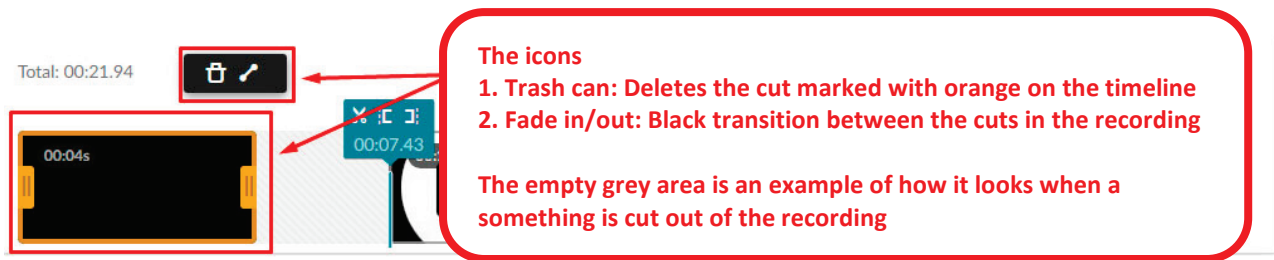 The icons
1. Trash can: Deletes the cut marked with orange on the timeline
2. Fade in/out: Black transition between the cuts in the recording
The empty grey area is an example of how it looks when a
something is cut out of the recording
Total: 00:21.94
00:07.43
00:04s